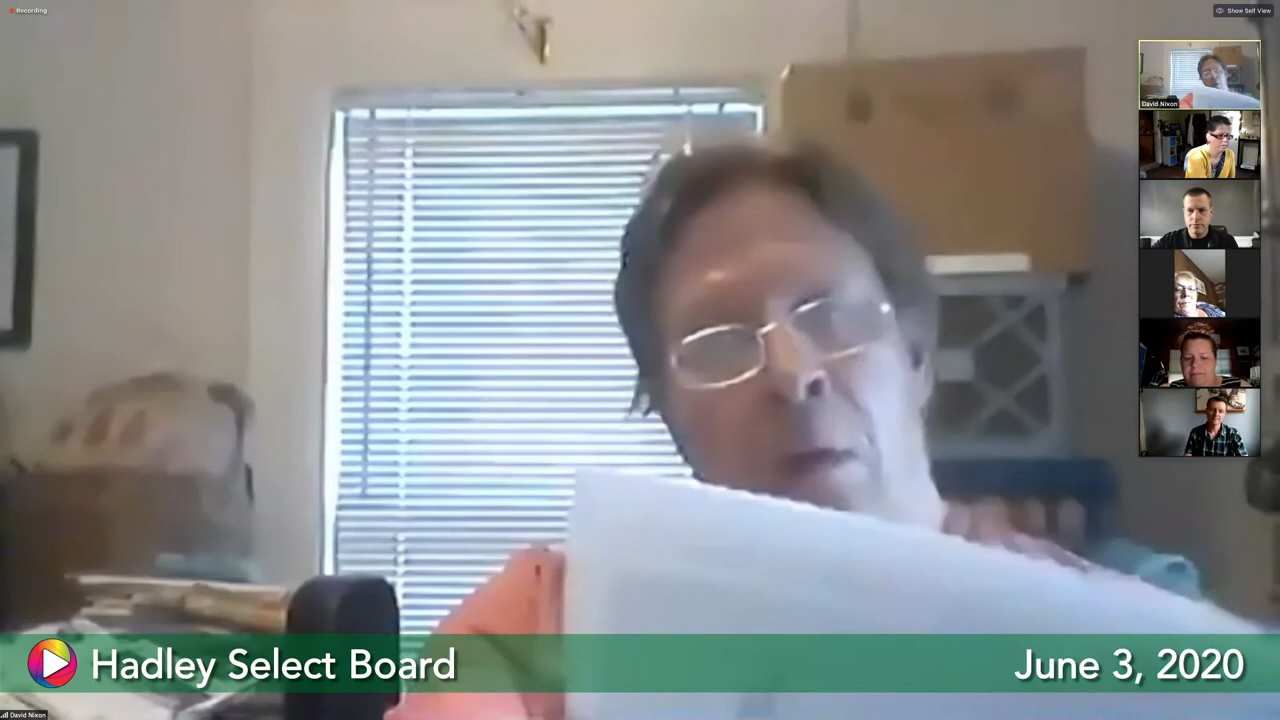 Recording
Show Self View
David Nixon
Hadley Select Board
June 3, 2020
David Nixon